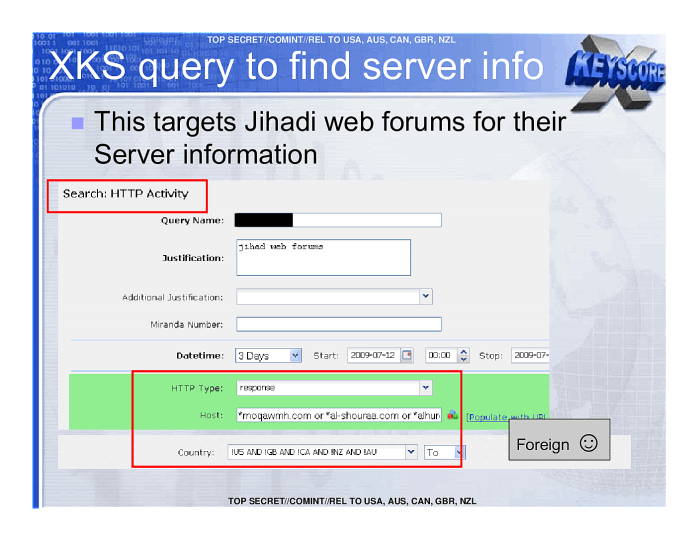 TOP SECRET//COMINT//REL TO USA, AUS, CAN, GBR, NZL
XKS query to find server info
KEYSCORE
This targets Jihadi web forums for their
Server information
Search: HTTP Activity
Query Name:
Justification: jihad web forums
Additional Justification:
Miranda Number:
Datetime: 3 Days Start: 2009-07-12 00:00 Stop: 2009-07-
HTTP Type: response
Host: *moqawmh.com or *al-shouraa.com or *alhur [Populate with URL
Country: !US AND !GB AND !CA AND !NZ AND !AU To
Foreign ☺
TOP SECRET//COMINT//REL TO USA, AUS, CAN, GBR, NZL